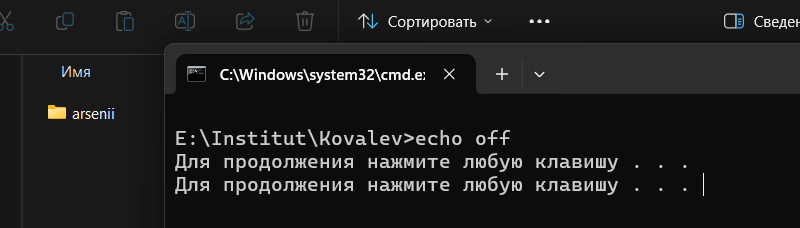 Сортировать
Сведен
Имя
C:\Windows\system32\cmd.ex
arsenii
E:\Institut\Kovalev>echo off
Для продолжения нажмите любую клавишу . . .
Для продолжения нажмите любую клавишу . . .